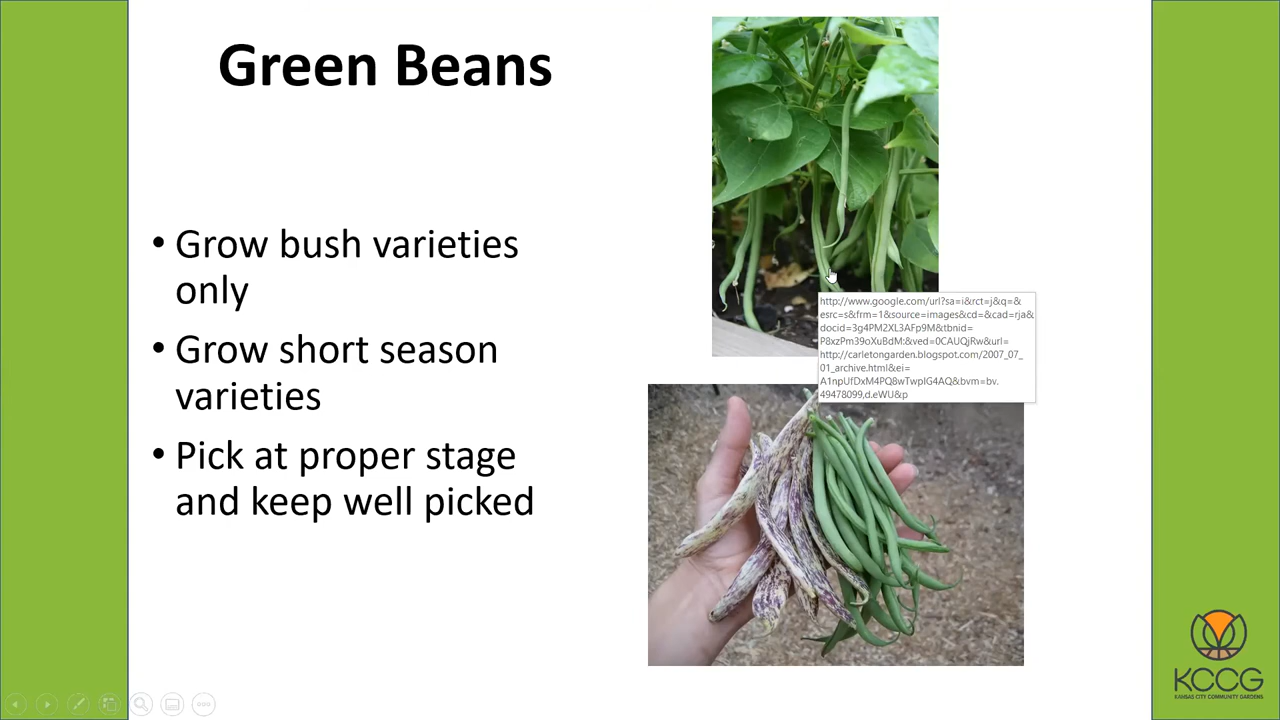 Green Beans
• Grow bush varieties
only
• Grow short season
varieties
• Pick at proper stage
and keep well picked
http://www.google.com/url?sa=i&rct=j&q=&
esrc=s&frm=1&source=images&cd=&cad=rja&
docid=3g4PM2XL3AFp9M&tbnid=
P8xzPm39oXuBdM:&ved=0CAUQjRw&url=
http://carletongarden.blogspot.com/2007_07_
01_archive.html&ei=
A1npUfDxM4PQ8wTwpIG4AQ&bvm=bv.
49478099,d.eWU&p
KCCG
KANSAS CITY COMMUNITY GARDENS